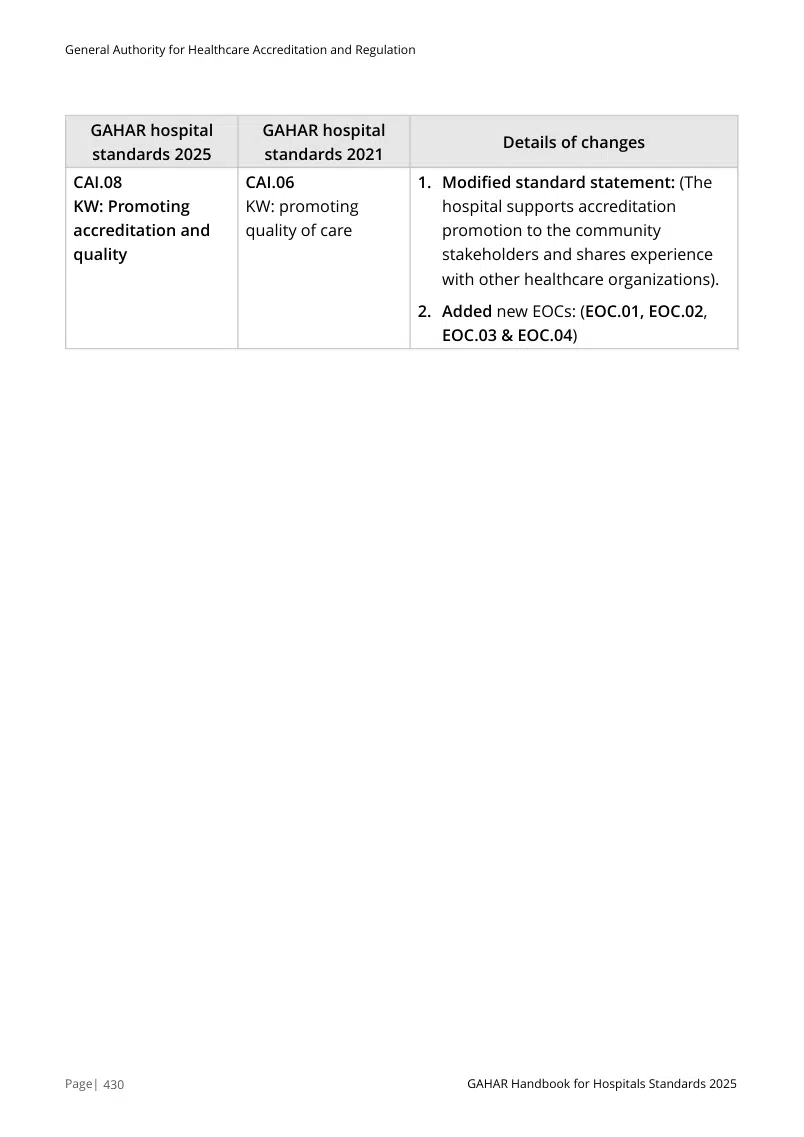 General Authority for Healthcare Accreditation and Regulation
GAHAR hospital
standards 2025
GAHAR hospital
standards 2021
Details of changes
CAI.08
KW: Promoting
accreditation and
quality
CAI.06
KW: promoting
quality of care
1. Modified standard statement: (The
hospital supports accreditation
promotion to the community
stakeholders and shares experience
with other healthcare organizations).
2. Added new EOCs: (EOC.01, EOC.02,
EOC.03 & EOC.04)
Page| 430
GAHAR Handbook for Hospitals Standards 2025